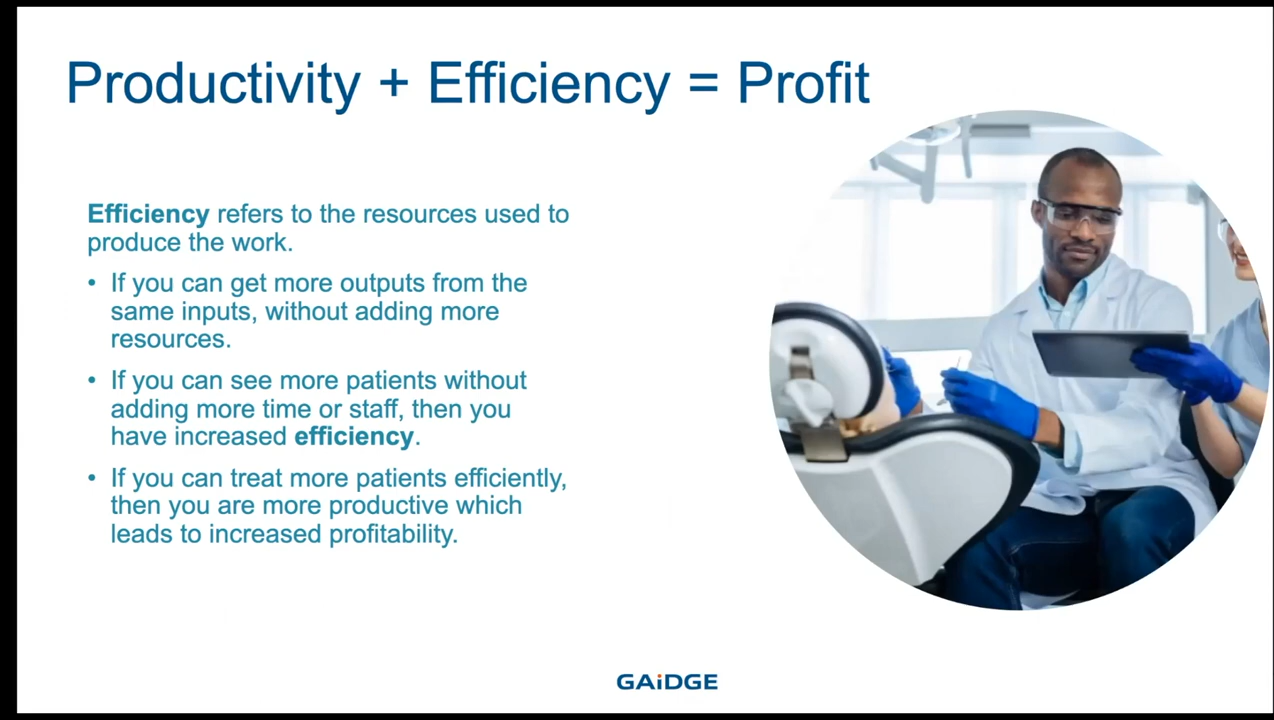 Productivity + Efficiency = Profit
Efficiency refers to the resources used to
produce the work.
• If you can get more outputs from the
same inputs, without adding more
resources.
• If you can see more patients without
adding more time or staff, then you
have increased efficiency.
• If you can treat more patients efficiently,
then you are more productive which
leads to increased profitability.
GAiDGE